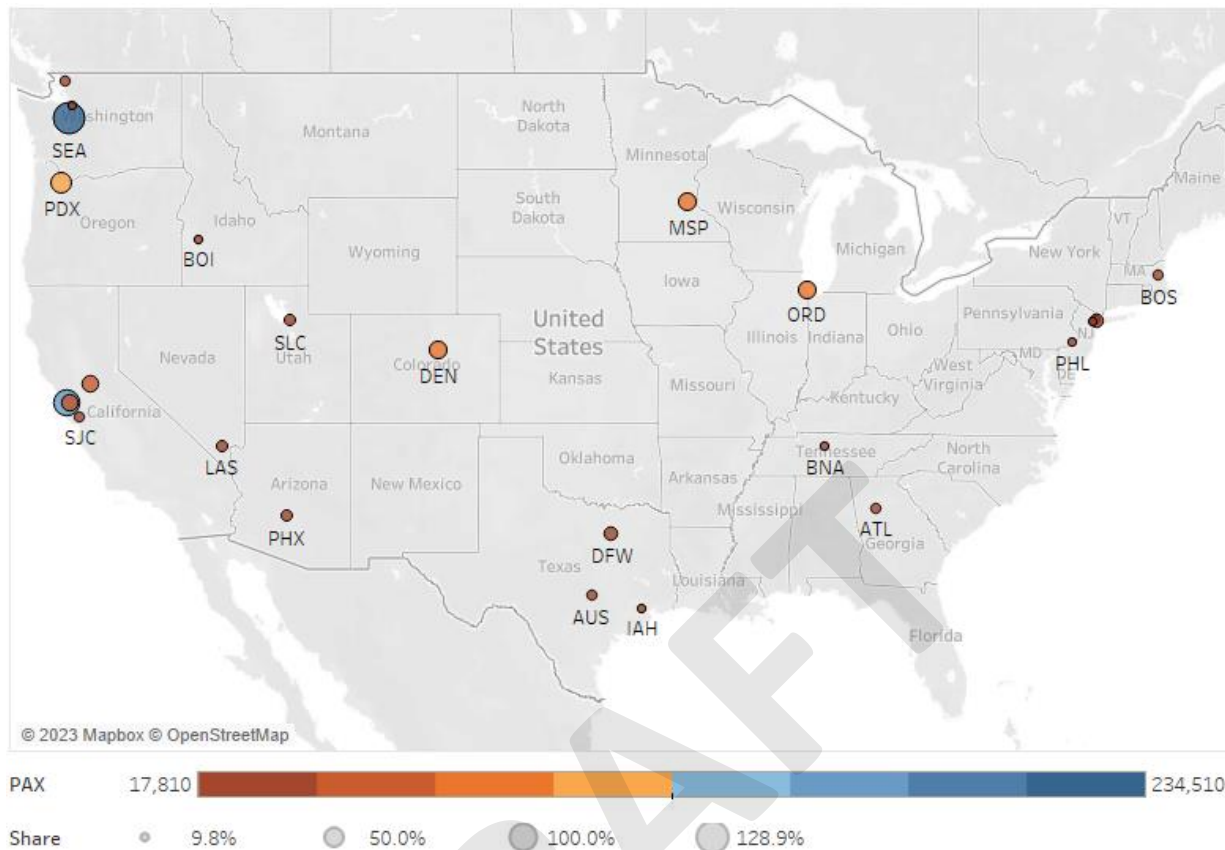 North
Dakota
Washington
Montana
Minnesota
SEA
Maine
South
Dakota
Wisconsin
VT
PDX
Oregon
Idaho
MSP
Michigan
New York
BOI
Wyoming
MA
BOS
Iowa
ORD
Pennsylvania
SLC
United
States
Illinois
Indiana
Ohio
NJ
Nevada
Utah
Colorado
DEN
Kansas
MD
PHL
West
Virginia
DE
California
Missouri
Kentucky
SJC
LAS
Oklahoma
Tennessee
BNA
North
Carolina
Arizona
New Mexico
Arkansas
Mississippi
ATL
PHX
DFW
Georgia
Texas
Louisiana
AUS
IAH
Florida
© 2023 Mapbox © OpenStreetMap
PAX 17,810 234,510
Share 9.8% 50.0% 100.0% 128.9%